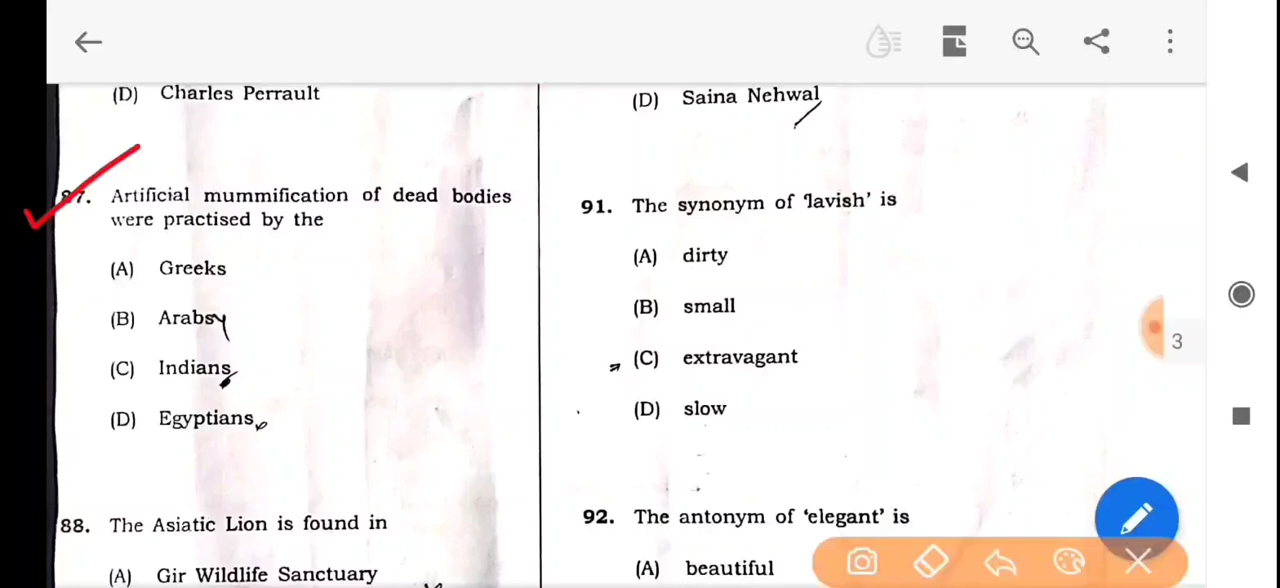 (D) Charles Perrault
87. Artificial mummification of dead bodies
were practised by the
(A) Greeks
(B) Arabs
(C) Indians
(D) Egyptians
88. The Asiatic Lion is found in
(A) Gir Wildlife Sanctuary
(D) Saina Nehwal
91. The synonym of 'lavish' is
(A) dirty
(B) small
(C) extravagant
(D) slow
92. The antonym of 'elegant' is
(A) beautiful
3